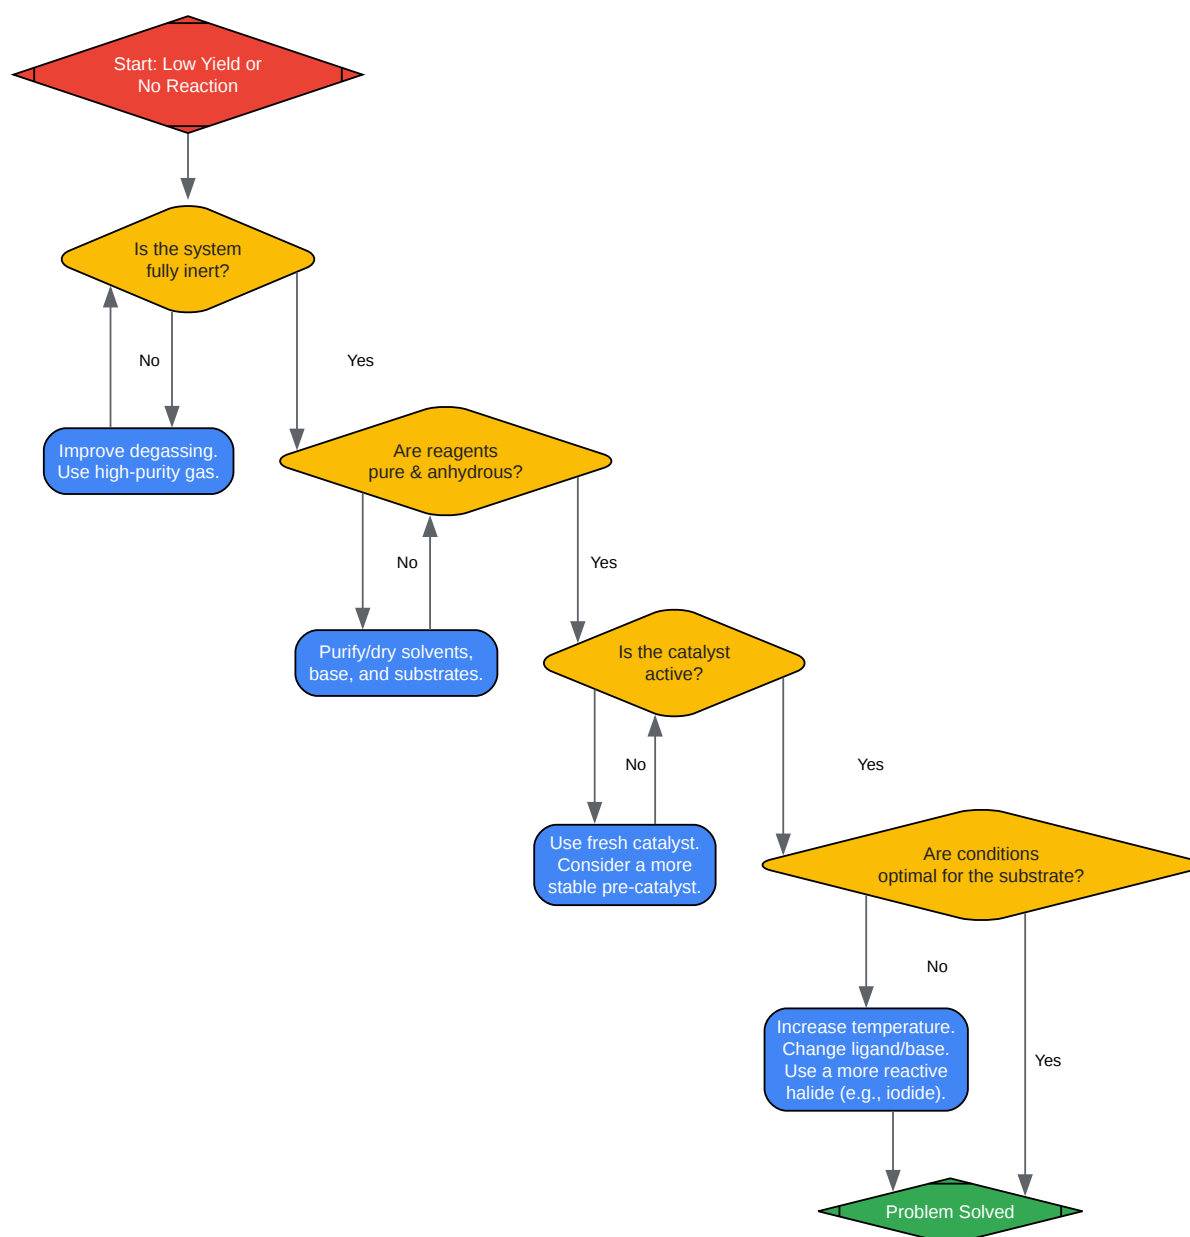 Start: Low Yield or
No Reaction
Is the system
fully inert?
No
Yes
Improve degassing.
Use high-purity gas.
Are reagents
pure & anhydrous?
No
Yes
Purify/dry solvents,
base, and substrates.
Is the catalyst
active?
No
Yes
Use fresh catalyst.
Consider a more
stable pre-catalyst.
Are conditions
optimal for the substrate?
No
Yes
Increase temperature.
Change ligand/base.
Use a more reactive
halide (e.g., iodide).
Problem Solved